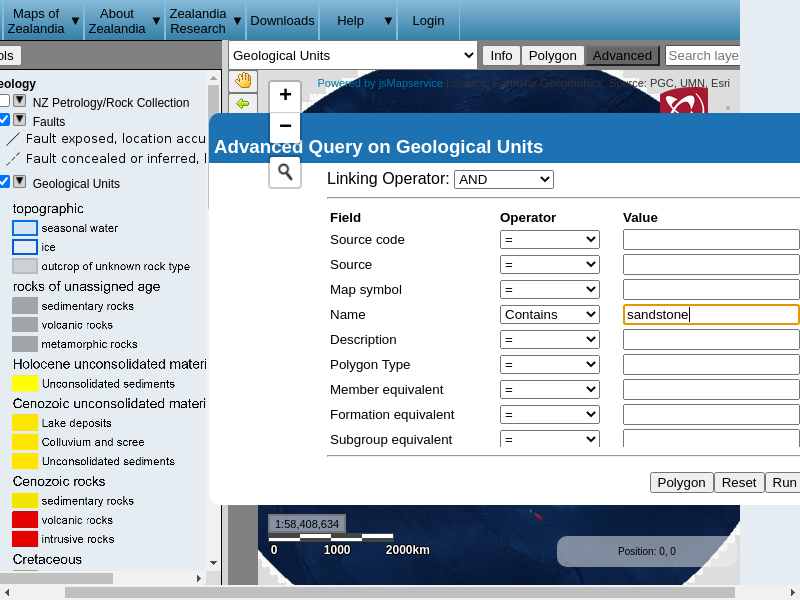 Maps of Zealandia ▼ About Zealandia ▼ Zealandia Research ▼ Downloads Help ▼ Login
ols Geological Units Info Polygon Advanced Search laye
eology
NZ Petrology/Rock Collection
Faults
Fault exposed, location accu
Fault concealed or inferred, l
Geological Units
topographic
seasonal water
ice
outcrop of unknown rock type
rocks of unassigned age
sedimentary rocks
volcanic rocks
metamorphic rocks
Holocene unconsolidated materi
Unconsolidated sediments
Cenozoic unconsolidated materi
Lake deposits
Colluvium and scree
Unconsolidated sediments
Cenozoic rocks
sedimentary rocks
volcanic rocks
intrusive rocks
Cretaceous
Powered by jsMapservice | Source: PGC, UMN, Esri
+
−
Advanced Query on Geological Units
Linking Operator: AND
Field Operator Value
Source code =
Source =
Map symbol =
Name Contains sandstone
Description =
Polygon Type =
Member equivalent =
Formation equivalent =
Subgroup equivalent =
Polygon Reset Run
1:58,408,634
0 1000 2000km
Position: 0, 0